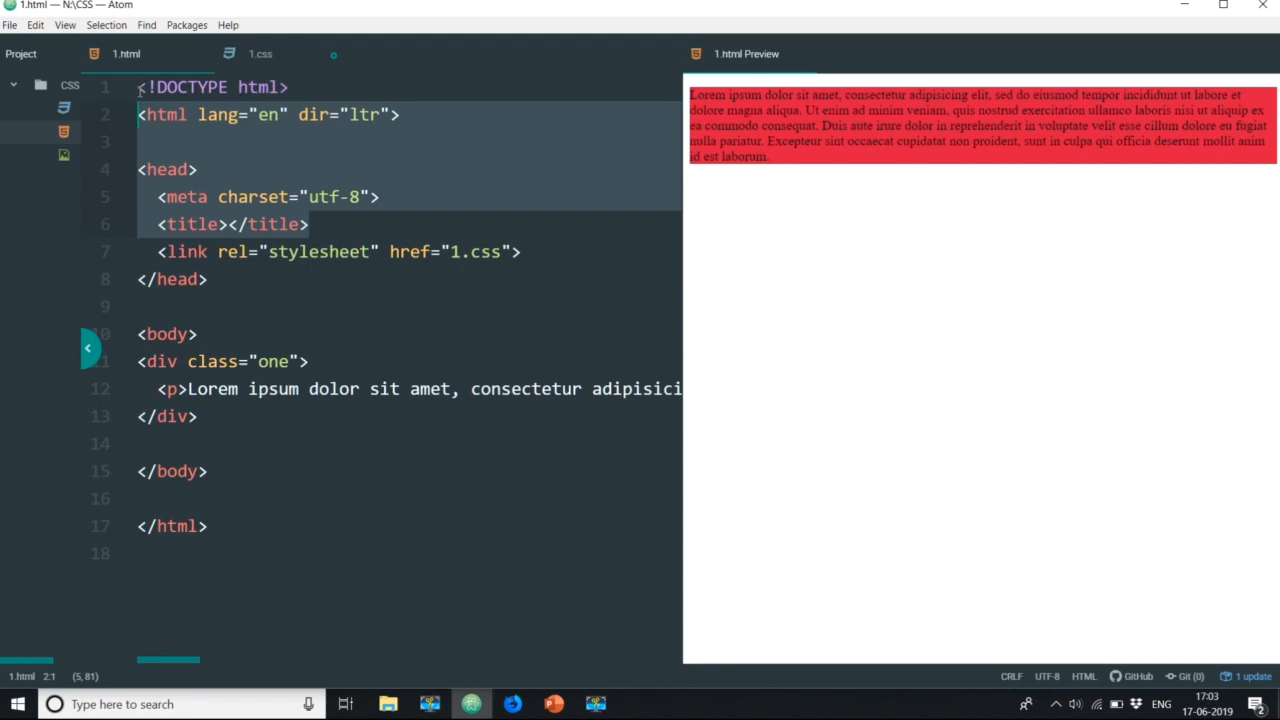 1.html — N:\CSS — Atom
File Edit View Selection Find Packages Help
Project
CSS
1.html
1.css
1.html Preview
1 <!DOCTYPE html>
2 <html lang="en" dir="ltr">
3
4 <head>
5 <meta charset="utf-8">
6 <title></title>
7 <link rel="stylesheet" href="1.css">
8 </head>
9
10 <body>
11 <div class="one">
12 <p>Lorem ipsum dolor sit amet, consectetur adipisici
13 </div>
14
15 </body>
16
17 </html>
18
Lorem ipsum dolor sit amet, consectetur adipisicing elit, sed do eiusmod tempor incididunt ut labore et
dolore magna aliqua. Ut enim ad minim veniam, quis nostrud exercitation ullamco laboris nisi ut aliquip ex
ea commodo consequat. Duis aute irure dolor in reprehenderit in voluptate velit esse cillum dolore eu fugiat
nulla pariatur. Excepteur sint occaecat cupidatat non proident, sunt in culpa qui officia deserunt mollit anim
id est laborum.
1.html 2:1 (5, 81) CRLF UTF-8 HTML GitHub Git (0) 1 update
Type here to search
ENG
17:03
17-06-2019
2